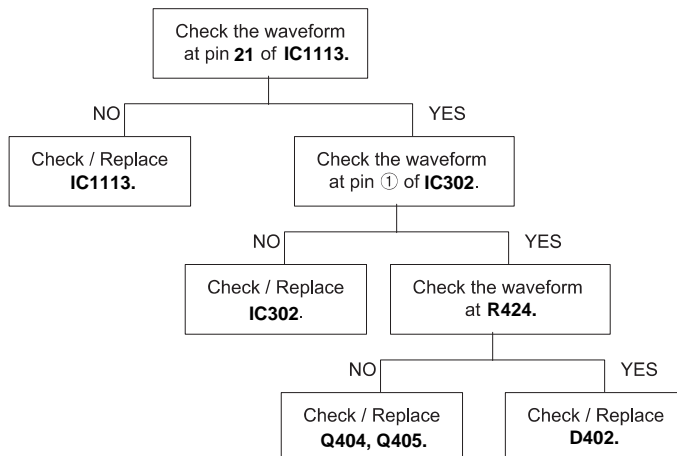 Check the waveform
at pin 21 of IC1113.
NO
YES
Check / Replace
IC1113.
Check the waveform
at pin ① of IC302.
NO
YES
Check / Replace
IC302.
Check the waveform
at R424.
NO
YES
Check / Replace
Q404, Q405.
Check / Replace
D402.